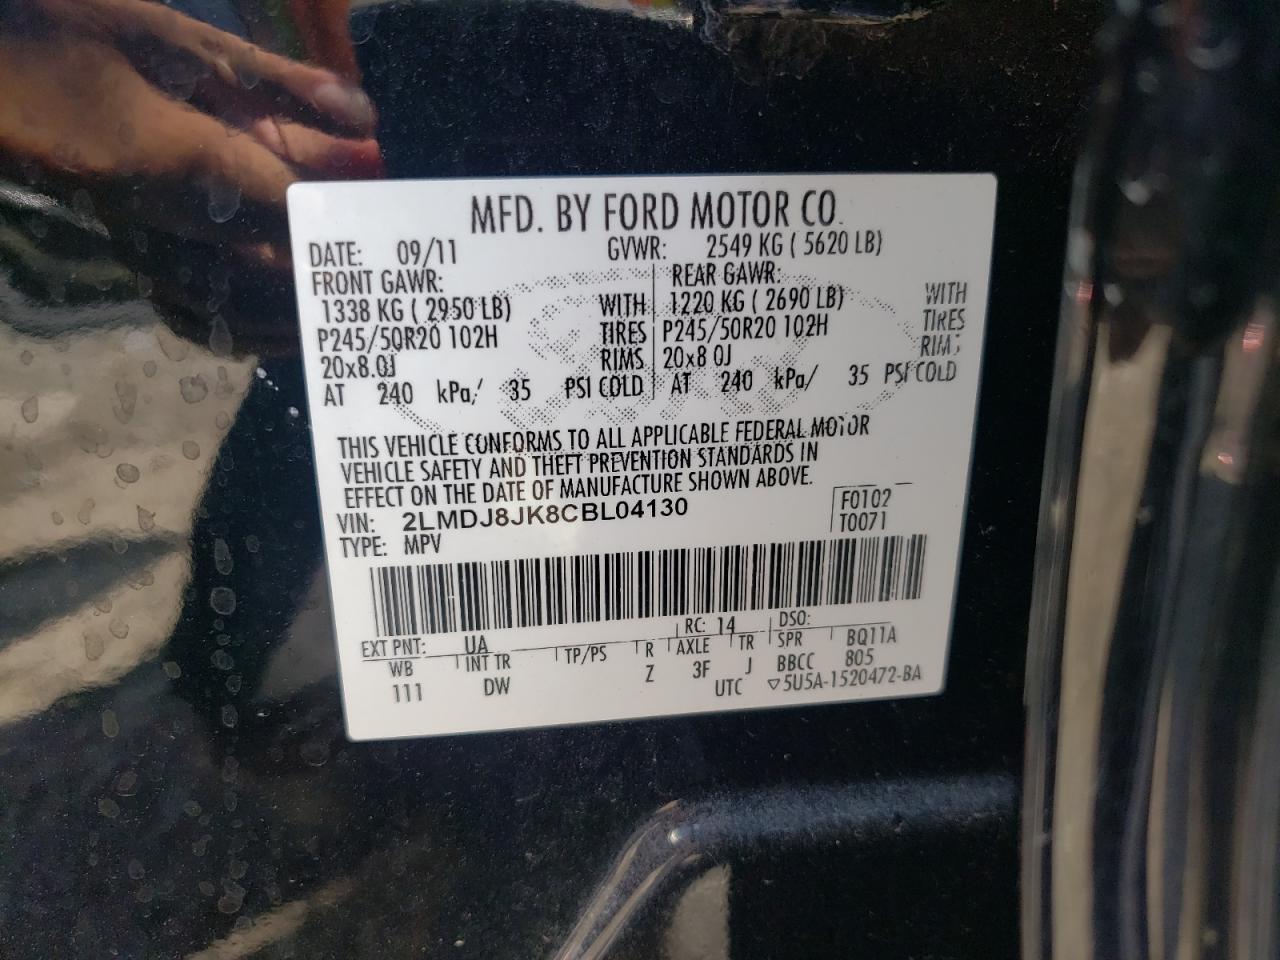 MFD. BY FORD MOTOR CO.
DATE: 09/11 GVWR: 2549 KG ( 5620 LB)
FRONT GAWR: REAR GAWR:
1338 KG ( 2950 LB) WITH 1220 KG ( 2690 LB) WITH
P245/50R20 102H TIRES P245/50R20 102H TIRES
20x8.0J RIMS 20x8.0J RIMS
AT 240 kPa/ 35 PSI COLD AT 240 kPa/ 35 PSI COLD
THIS VEHICLE CONFORMS TO ALL APPLICABLE FEDERAL MOTOR
VEHICLE SAFETY AND THEFT PREVENTION STANDARDS IN
EFFECT ON THE DATE OF MANUFACTURE SHOWN ABOVE.
VIN: 2LMDJ8JK8CBL04130 F0102
TYPE: MPV T0071
EXT PNT: UA RC: 14 DSO:
WB INT TR TP/PS R AXLE TR SPR BQ11A
111 DW Z 3F J BBCC 805
UTC ▽5U5A-1520472-BA